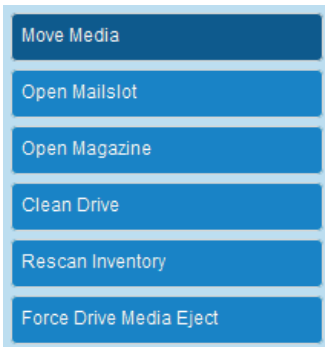 Move Media
Open Mailslot
Open Magazine
Clean Drive
Rescan Inventory
Force Drive Media Eject